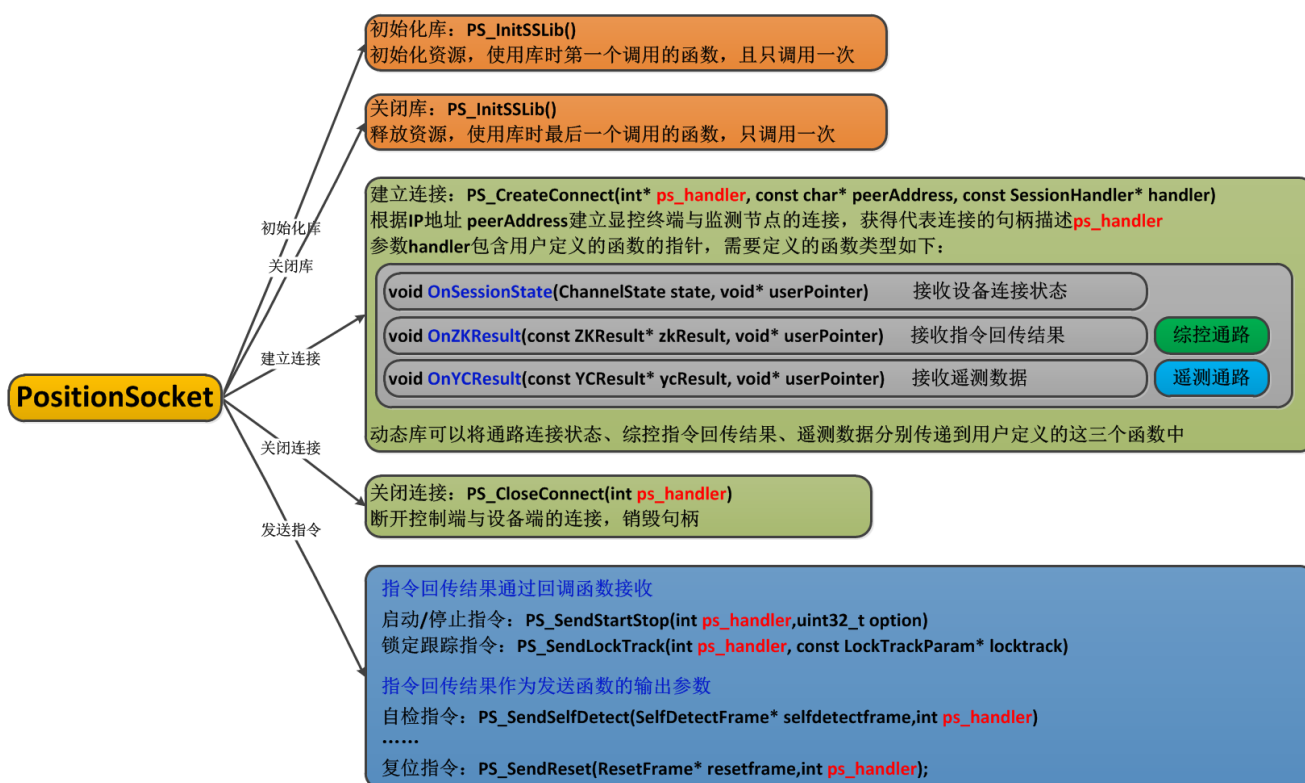 初始化库：PS_InitSSLib()
初始化资源，使用库时第一个调用的函数，且只调用一次
关闭库：PS_InitSSLib()
释放资源，使用库时最后一个调用的函数，只调用一次
建立连接：PS_CreateConnect(int* ps_handler, const char* peerAddress, const SessionHandler* handler)
根据IP地址 peerAddress建立显控终端与监测节点的连接，获得代表连接的句柄描述ps_handler
参数handler包含用户定义的函数的指针，需要定义的函数类型如下：
void OnSessionState(ChannelState state, void* userPointer) 接收设备连接状态
void OnZKResult(const ZKResult* zkResult, void* userPointer) 接收指令回传结果 综控通路
void OnYCResult(const YCResult* ycResult, void* userPointer) 接收遥测数据 遥测通路
动态库可以将通路连接状态、综控指令回传结果、遥测数据分别传递到用户定义的这三个函数中
初始化库
关闭库
建立连接
PositionSocket
关闭连接
发送指令
关闭连接：PS_CloseConnect(int ps_handler)
断开控制端与设备端的连接，销毁句柄
指令回传结果通过回调函数接收
启动/停止指令：PS_SendStartStop(int ps_handler,uint32_t option)
锁定跟踪指令：PS_SendLockTrack(int ps_handler, const LockTrackParam* locktrack)
指令回传结果作为发送函数的输出参数
自检指令：PS_SendSelfDetect(SelfDetectFrame* selfdetectframe,int ps_handler)
……
复位指令：PS_SendReset(ResetFrame* resetframe,int ps_handler);